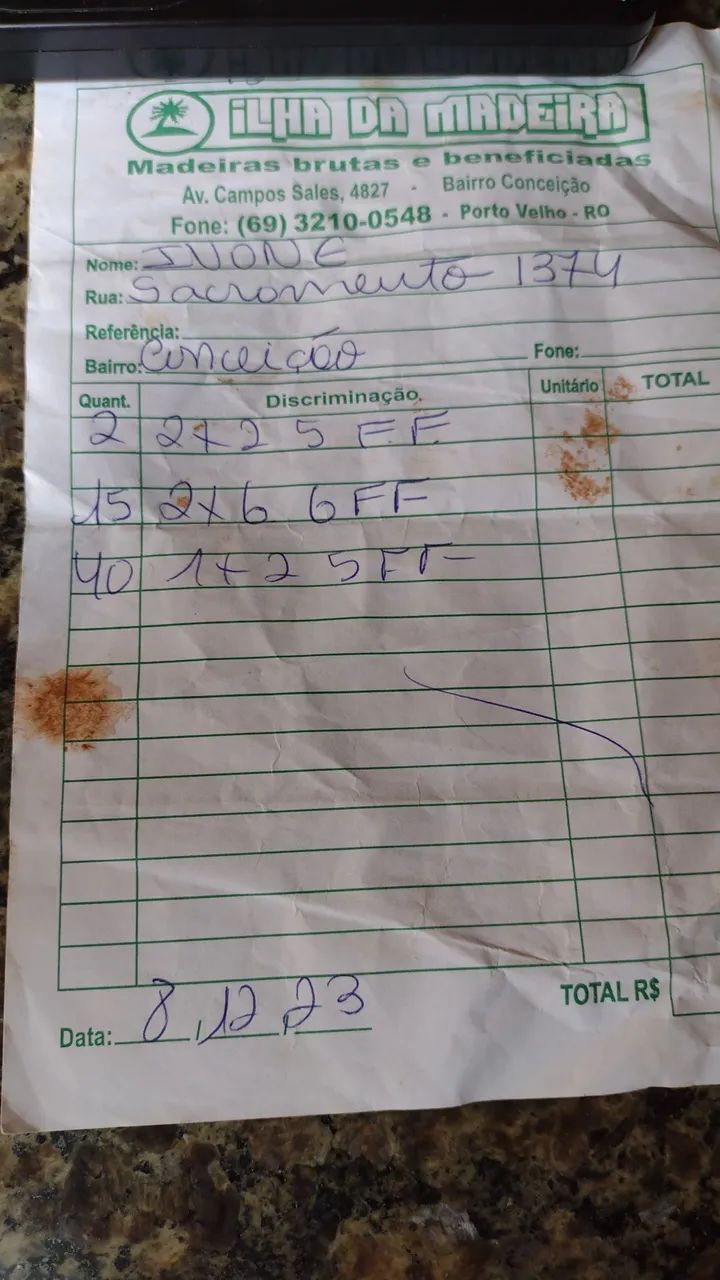 ILHA DA MADEIRA
Madeiras brutas e beneficiadas
Av. Campos Sales, 4827 - Bairro Conceição
Fone: (69) 3210-0548 - Porto Velho - RO
Nome: IVONE
Rua: Sacromento 1374
Referência:
Bairro: Conceição Fone:
Quant. Discriminação Unitário TOTAL
2 2x2 5 F.F.
15 2x6 6 FF
40 1x2 5 FF
TOTAL R$
Data: 8, 12, 23